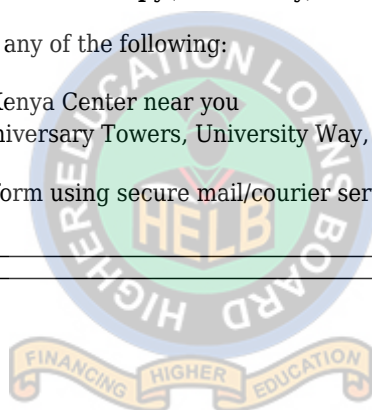 any of the following:
Kenya Center near you
niversary Towers, University Way,
form using secure mail/courier ser
HIGHER EDUCATION LOANS BOARD
HELB
FINANCING HIGHER EDUCATION